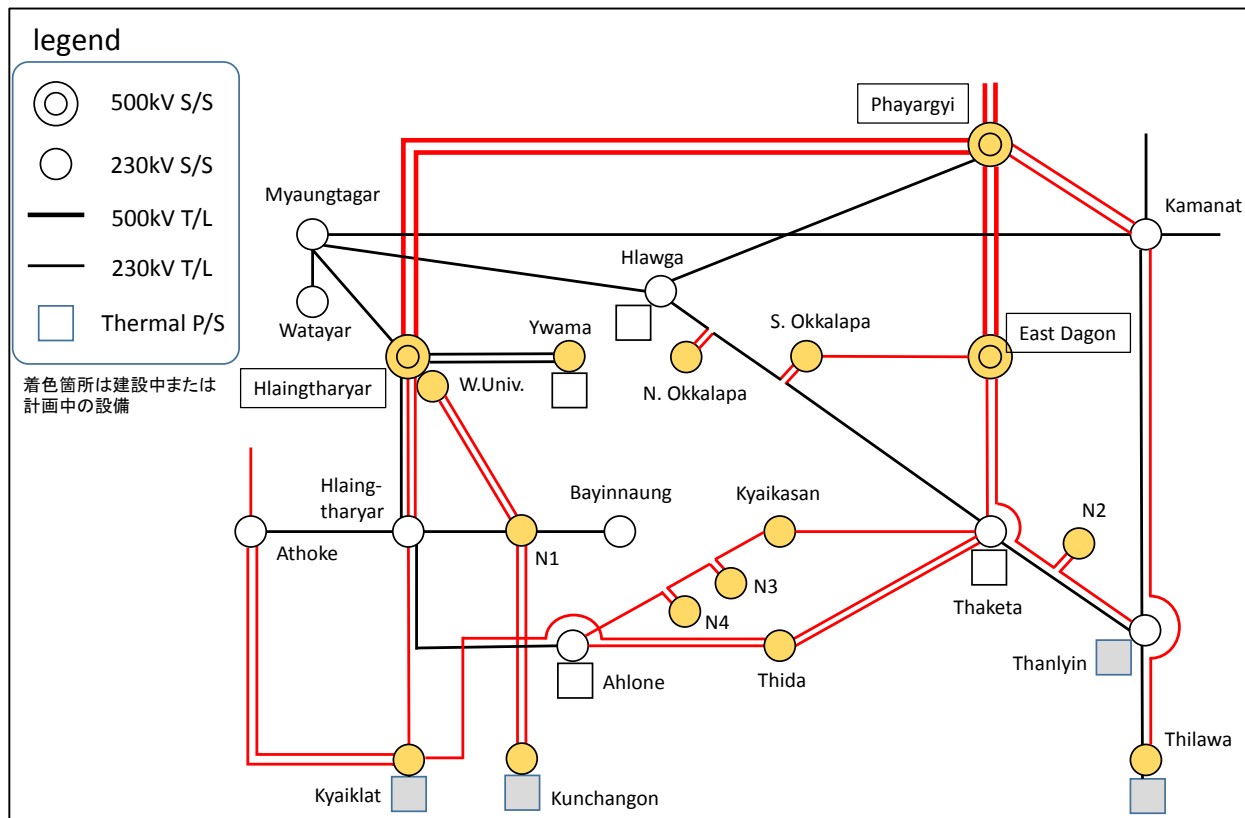 legend
500kV S/S
230kV S/S
500kV T/L
230kV T/L
Thermal P/S
着色箇所は建設中または
計画中の設備
Phayargyi
Myaungtagar
Kamanat
Hlawga
Watayar
Ywama
S. Okkalapa
East Dagon
Hlaingtharyar
W.Univ.
N. Okkalapa
Hlaing-
tharyar
Bayinnaung
Kyaikasan
N2
Athoke
N1
N3
Thaketa
N4
Thanlyin
Ahlone
Thida
Thilawa
Kyaiklat
Kunchangon